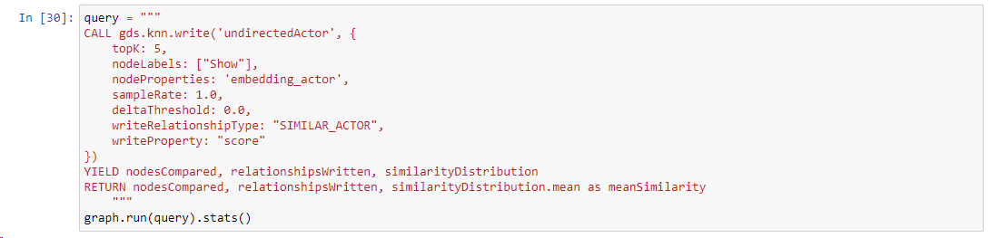 In [30]: query = """
CALL gds.knn.write('undirectedActor', {
    topK: 5,
    nodeLabels: ["Show"],
    nodeProperties: 'embedding_actor',
    sampleRate: 1.0,
    deltaThreshold: 0.0,
    writeRelationshipType: "SIMILAR_ACTOR",
    writeProperty: "score"
})
YIELD nodesCompared, relationshipsWritten, similarityDistribution
RETURN nodesCompared, relationshipsWritten, similarityDistribution.mean as meanSimilarity
    """
graph.run(query).stats()